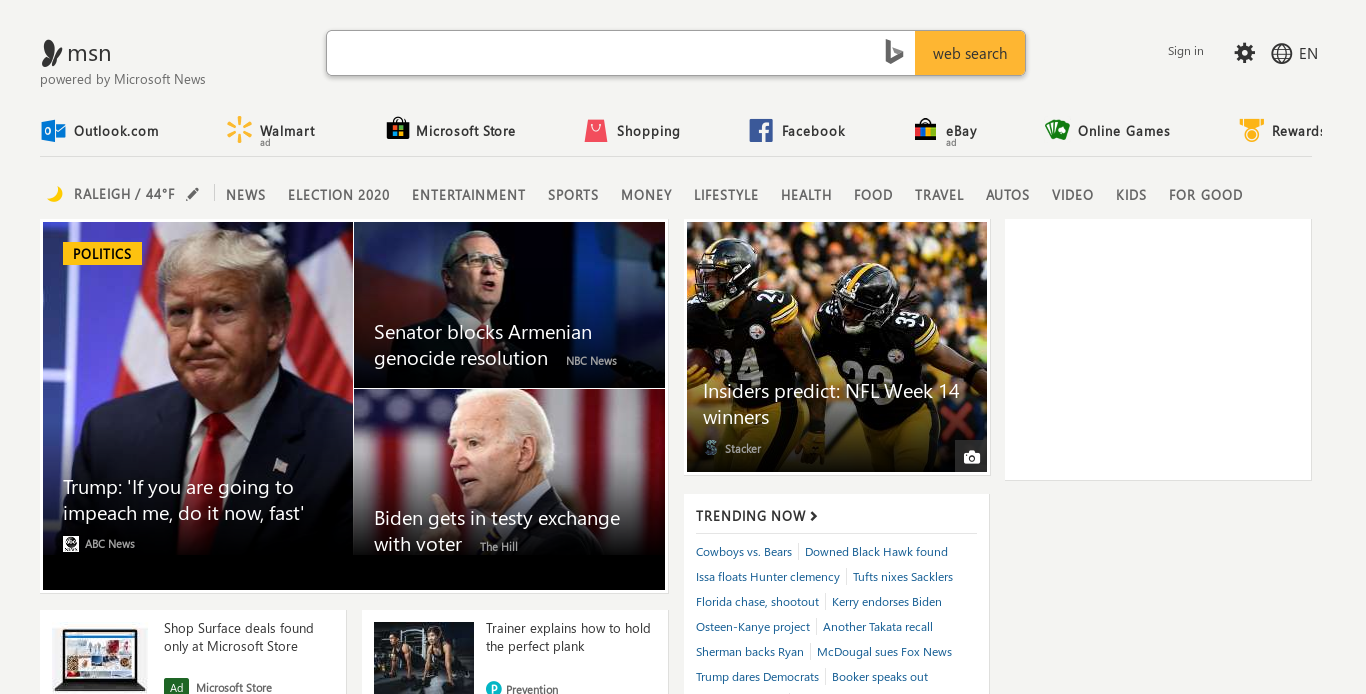 msn
powered by Microsoft News
web search
Sign in
EN
Outlook.com
Walmart
ad
Microsoft Store
Shopping
Facebook
eBay
ad
Online Games
Rewards
RALEIGH / 44°F
NEWS
ELECTION 2020
ENTERTAINMENT
SPORTS
MONEY
LIFESTYLE
HEALTH
FOOD
TRAVEL
AUTOS
VIDEO
KIDS
FOR GOOD
POLITICS
Trump: 'If you are going to
impeach me, do it now, fast'
ABC News
Senator blocks Armenian
genocide resolution NBC News
Biden gets in testy exchange
with voter The Hill
Insiders predict: NFL Week 14
winners
Stacker
TRENDING NOW
Cowboys vs. Bears Downed Black Hawk found
Issa floats Hunter clemency Tufts nixes Sacklers
Florida chase, shootout Kerry endorses Biden
Osteen-Kanye project Another Takata recall
Sherman backs Ryan McDougal sues Fox News
Trump dares Democrats Booker speaks out
Shop Surface deals found
only at Microsoft Store
Ad Microsoft Store
Trainer explains how to hold
the perfect plank
P Prevention